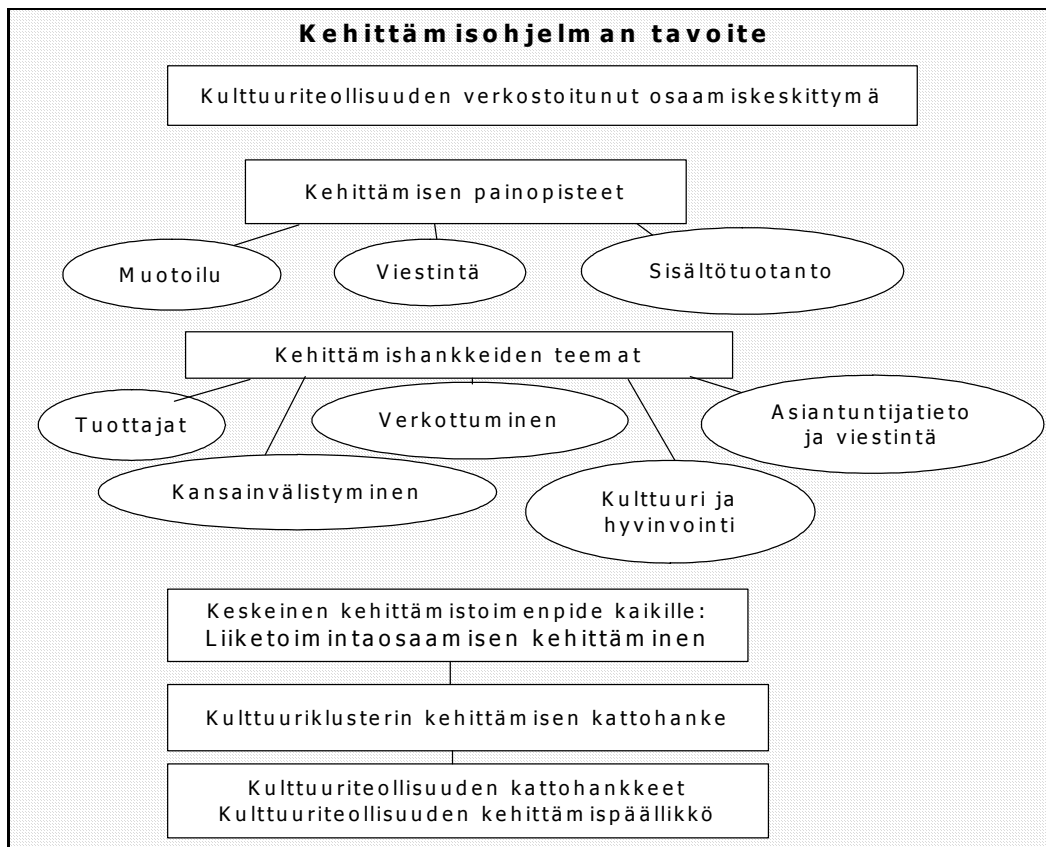 Kehittämisohjelman tavoite
Kulttuuriteollisuuden verkostoitunut osaamiskeskittymä
Kehittämisen painopisteet
Muotoilu
Viestintä
Sisältötuotanto
Kehittämishankkeiden teemat
Tuottajat
Verkottuminen
Asiantuntijatieto
ja viestintä
Kansainvälistyminen
Kulttuuri ja
hyvinvointi
Keskeinen kehittämistoimenpide kaikille:
Liiketoimintaosaamisen kehittäminen
Kulttuuriklusterin kehittämisen kattohanke
Kulttuuriteollisuuden kattohankkeet
Kulttuuriteollisuuden kehittämispäällikkö